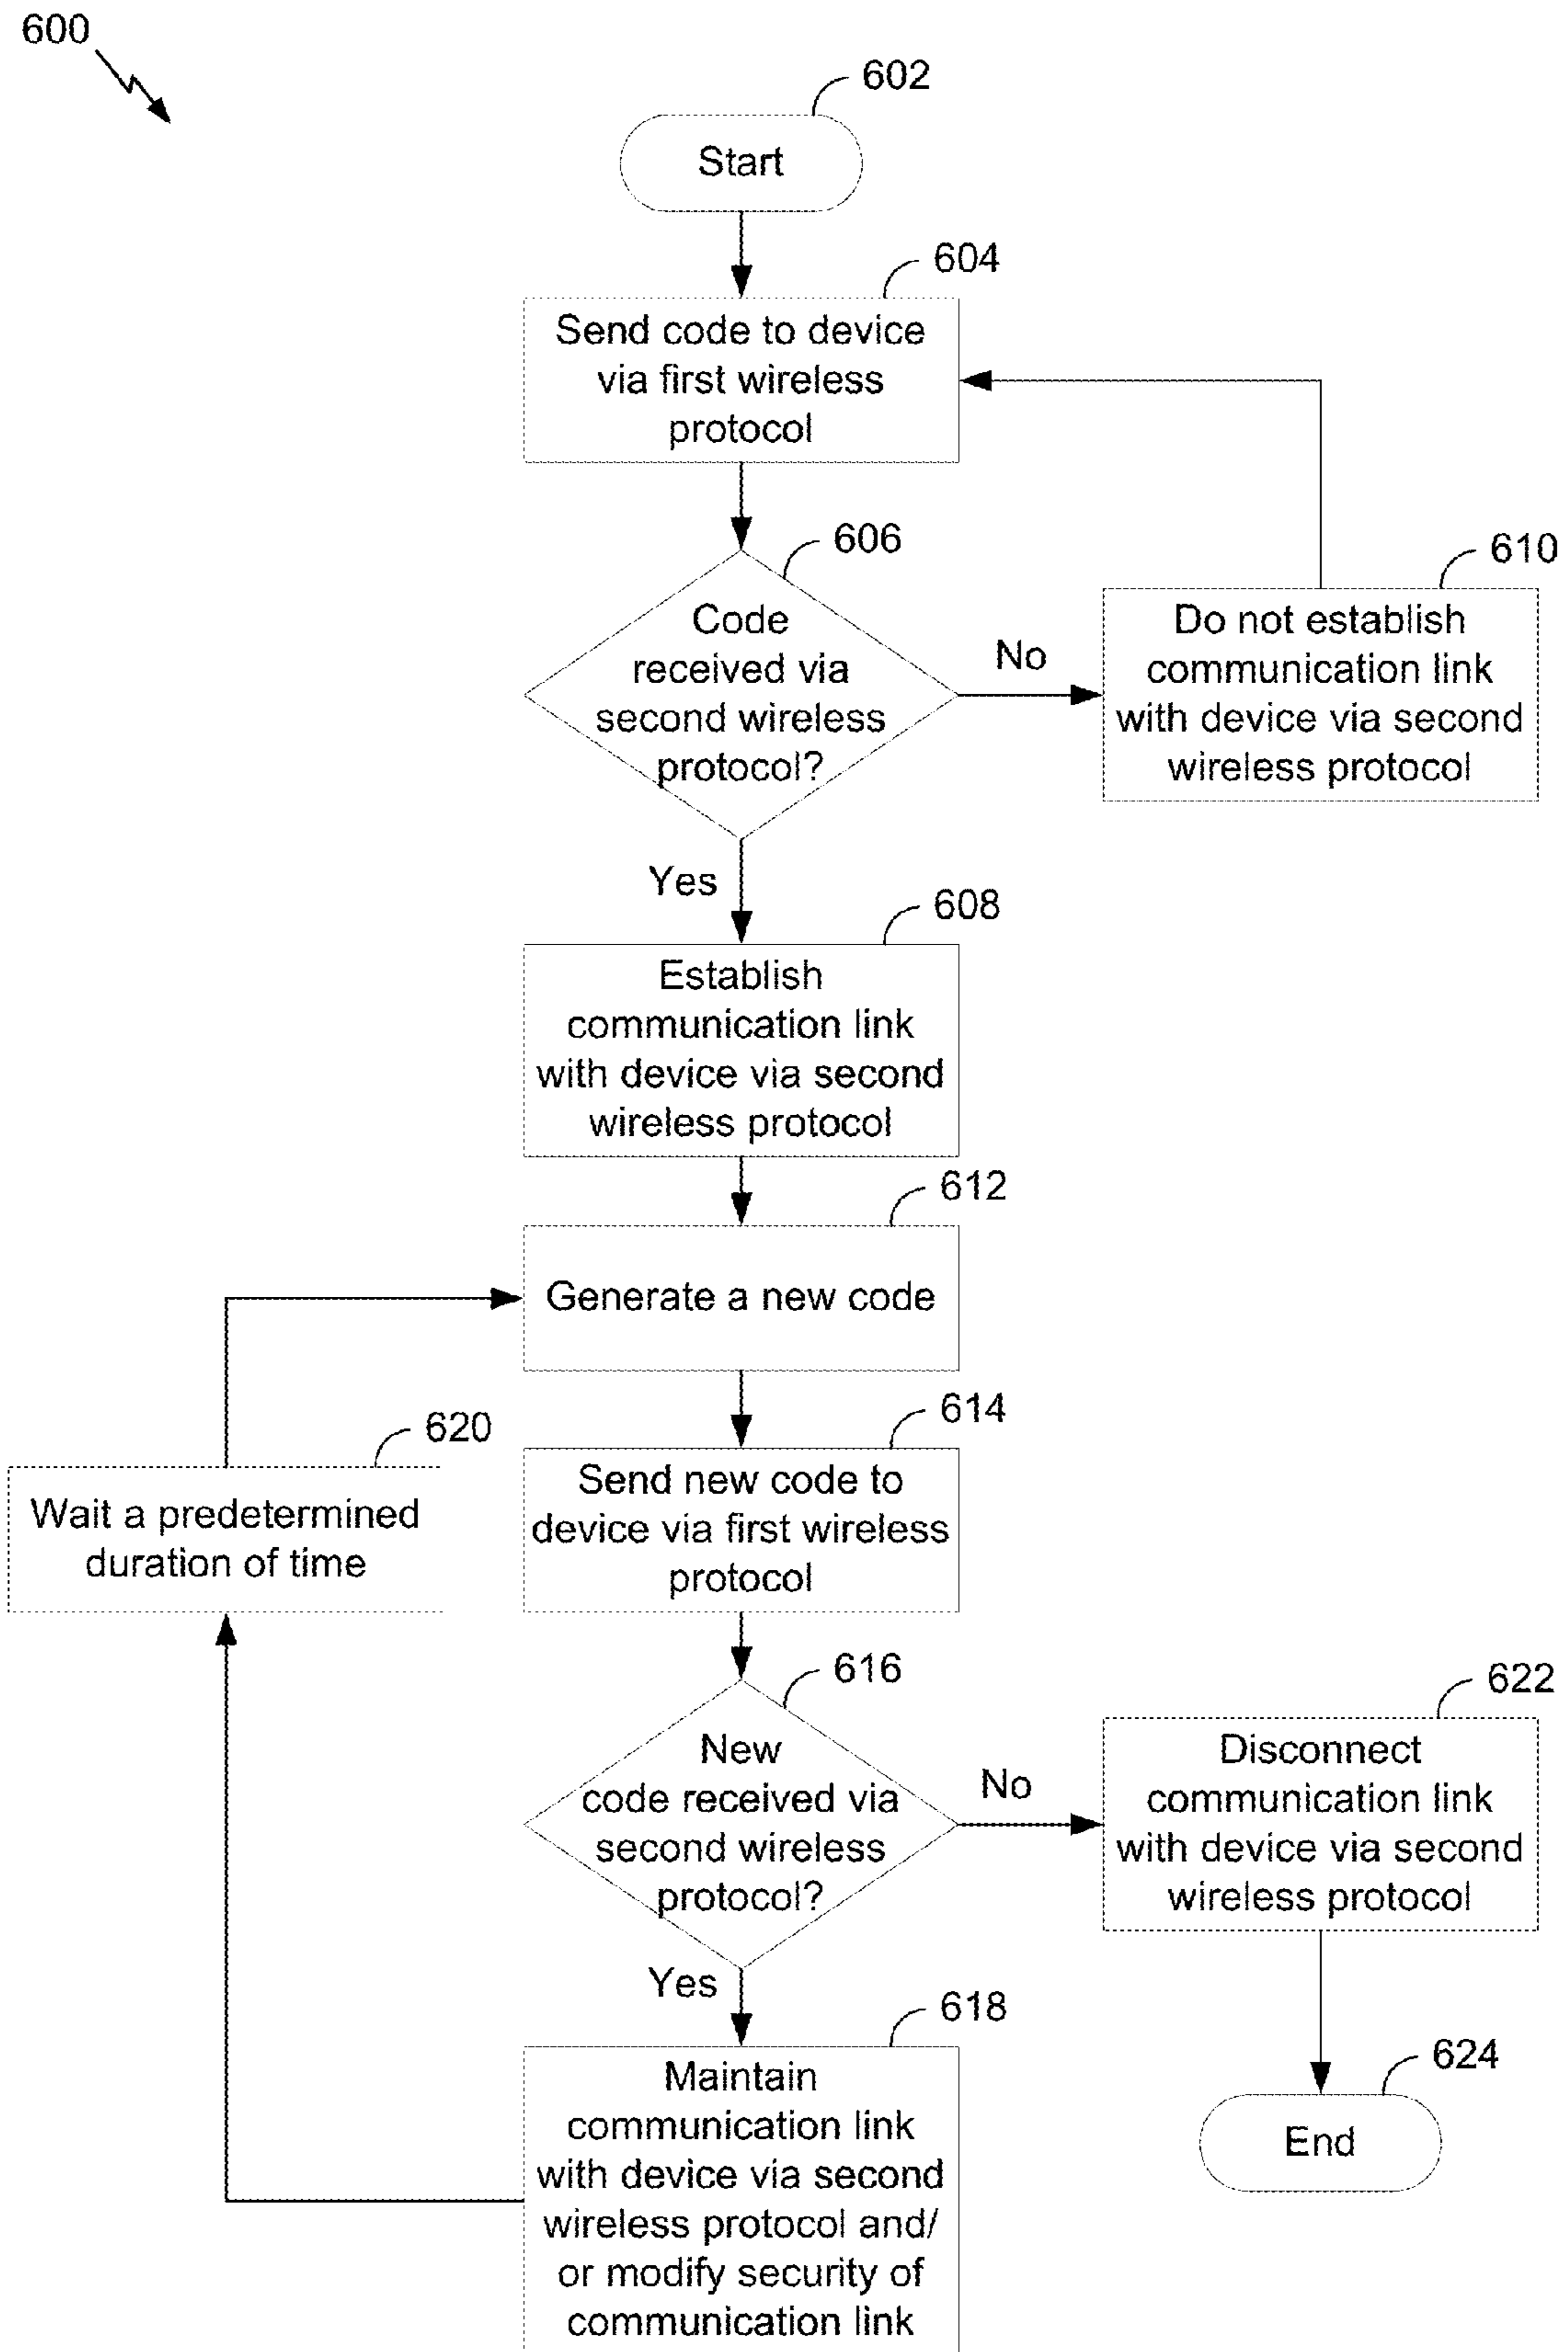 600
602
Start
604
Send code to device
via first wireless
protocol
606
Code
received via
second wireless
protocol?
No
610
Do not establish
communication link
with device via second
wireless protocol
Yes
608
Establish
communication link
with device via second
wireless protocol
612
Generate a new code
614
Send new code to
device via first wireless
protocol
620
Wait a predetermined
duration of time
616
New
code received via
second wireless
protocol?
No
622
Disconnect
communication link
with device via second
wireless protocol
Yes
618
Maintain
communication link
with device via second
wireless protocol and/
or modify security of
communication link
624
End